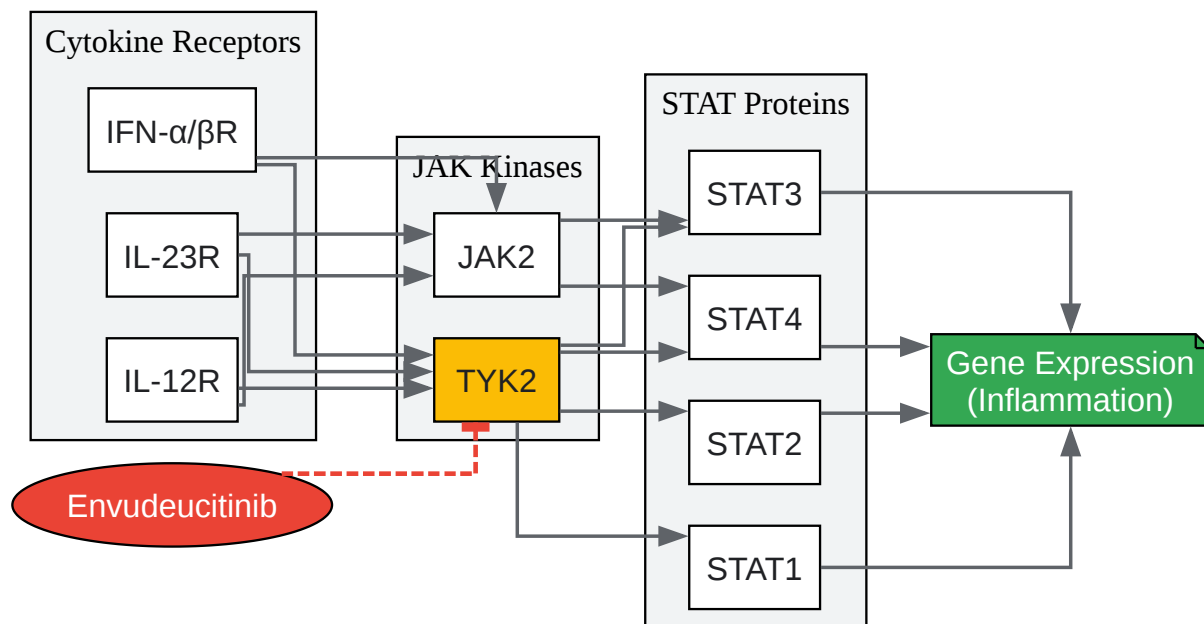 Cytokine Receptors
IFN-α/βR
IL-23R
IL-12R
JAK Kinases
JAK2
TYK2
STAT Proteins
STAT3
STAT4
STAT2
STAT1
Gene Expression
(Inflammation)
Envudeucitinib